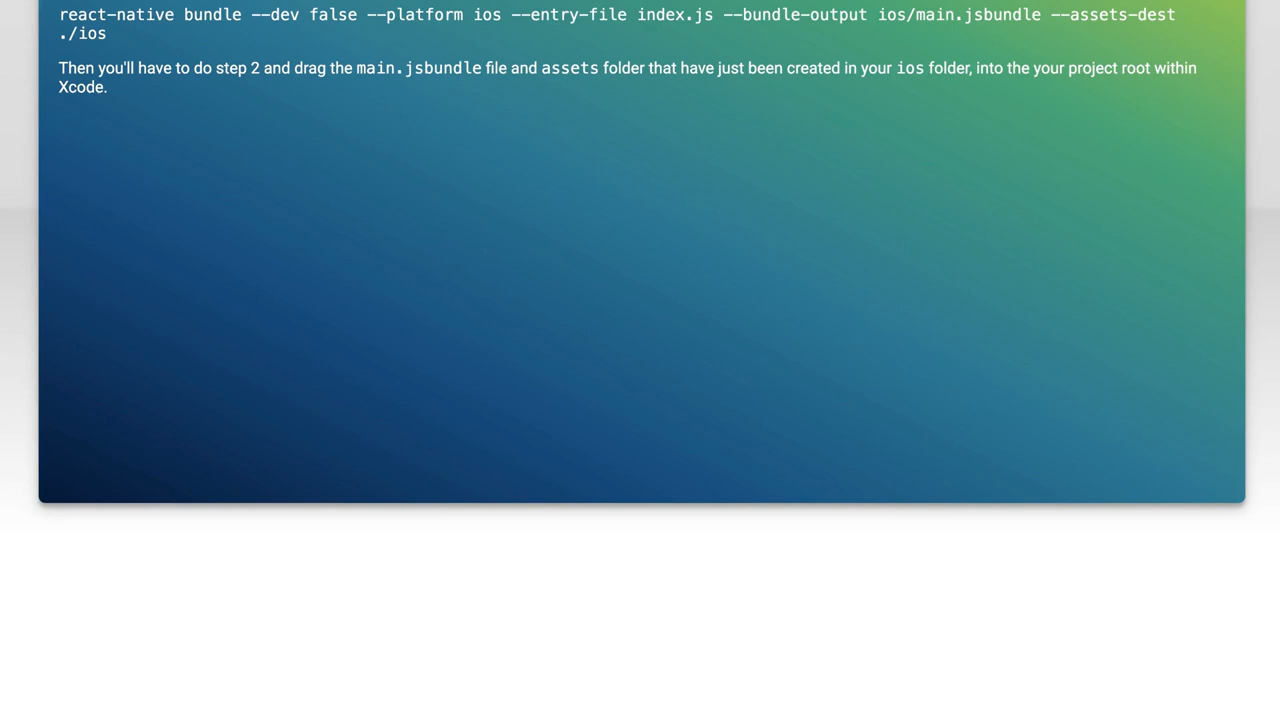 react-native bundle --dev false --platform ios --entry-file index.js --bundle-output ios/main.jsbundle --assets-dest
./ios
Then you'll have to do step 2 and drag the main.jsbundle file and assets folder that have just been created in your ios folder, into the your project root within
Xcode.